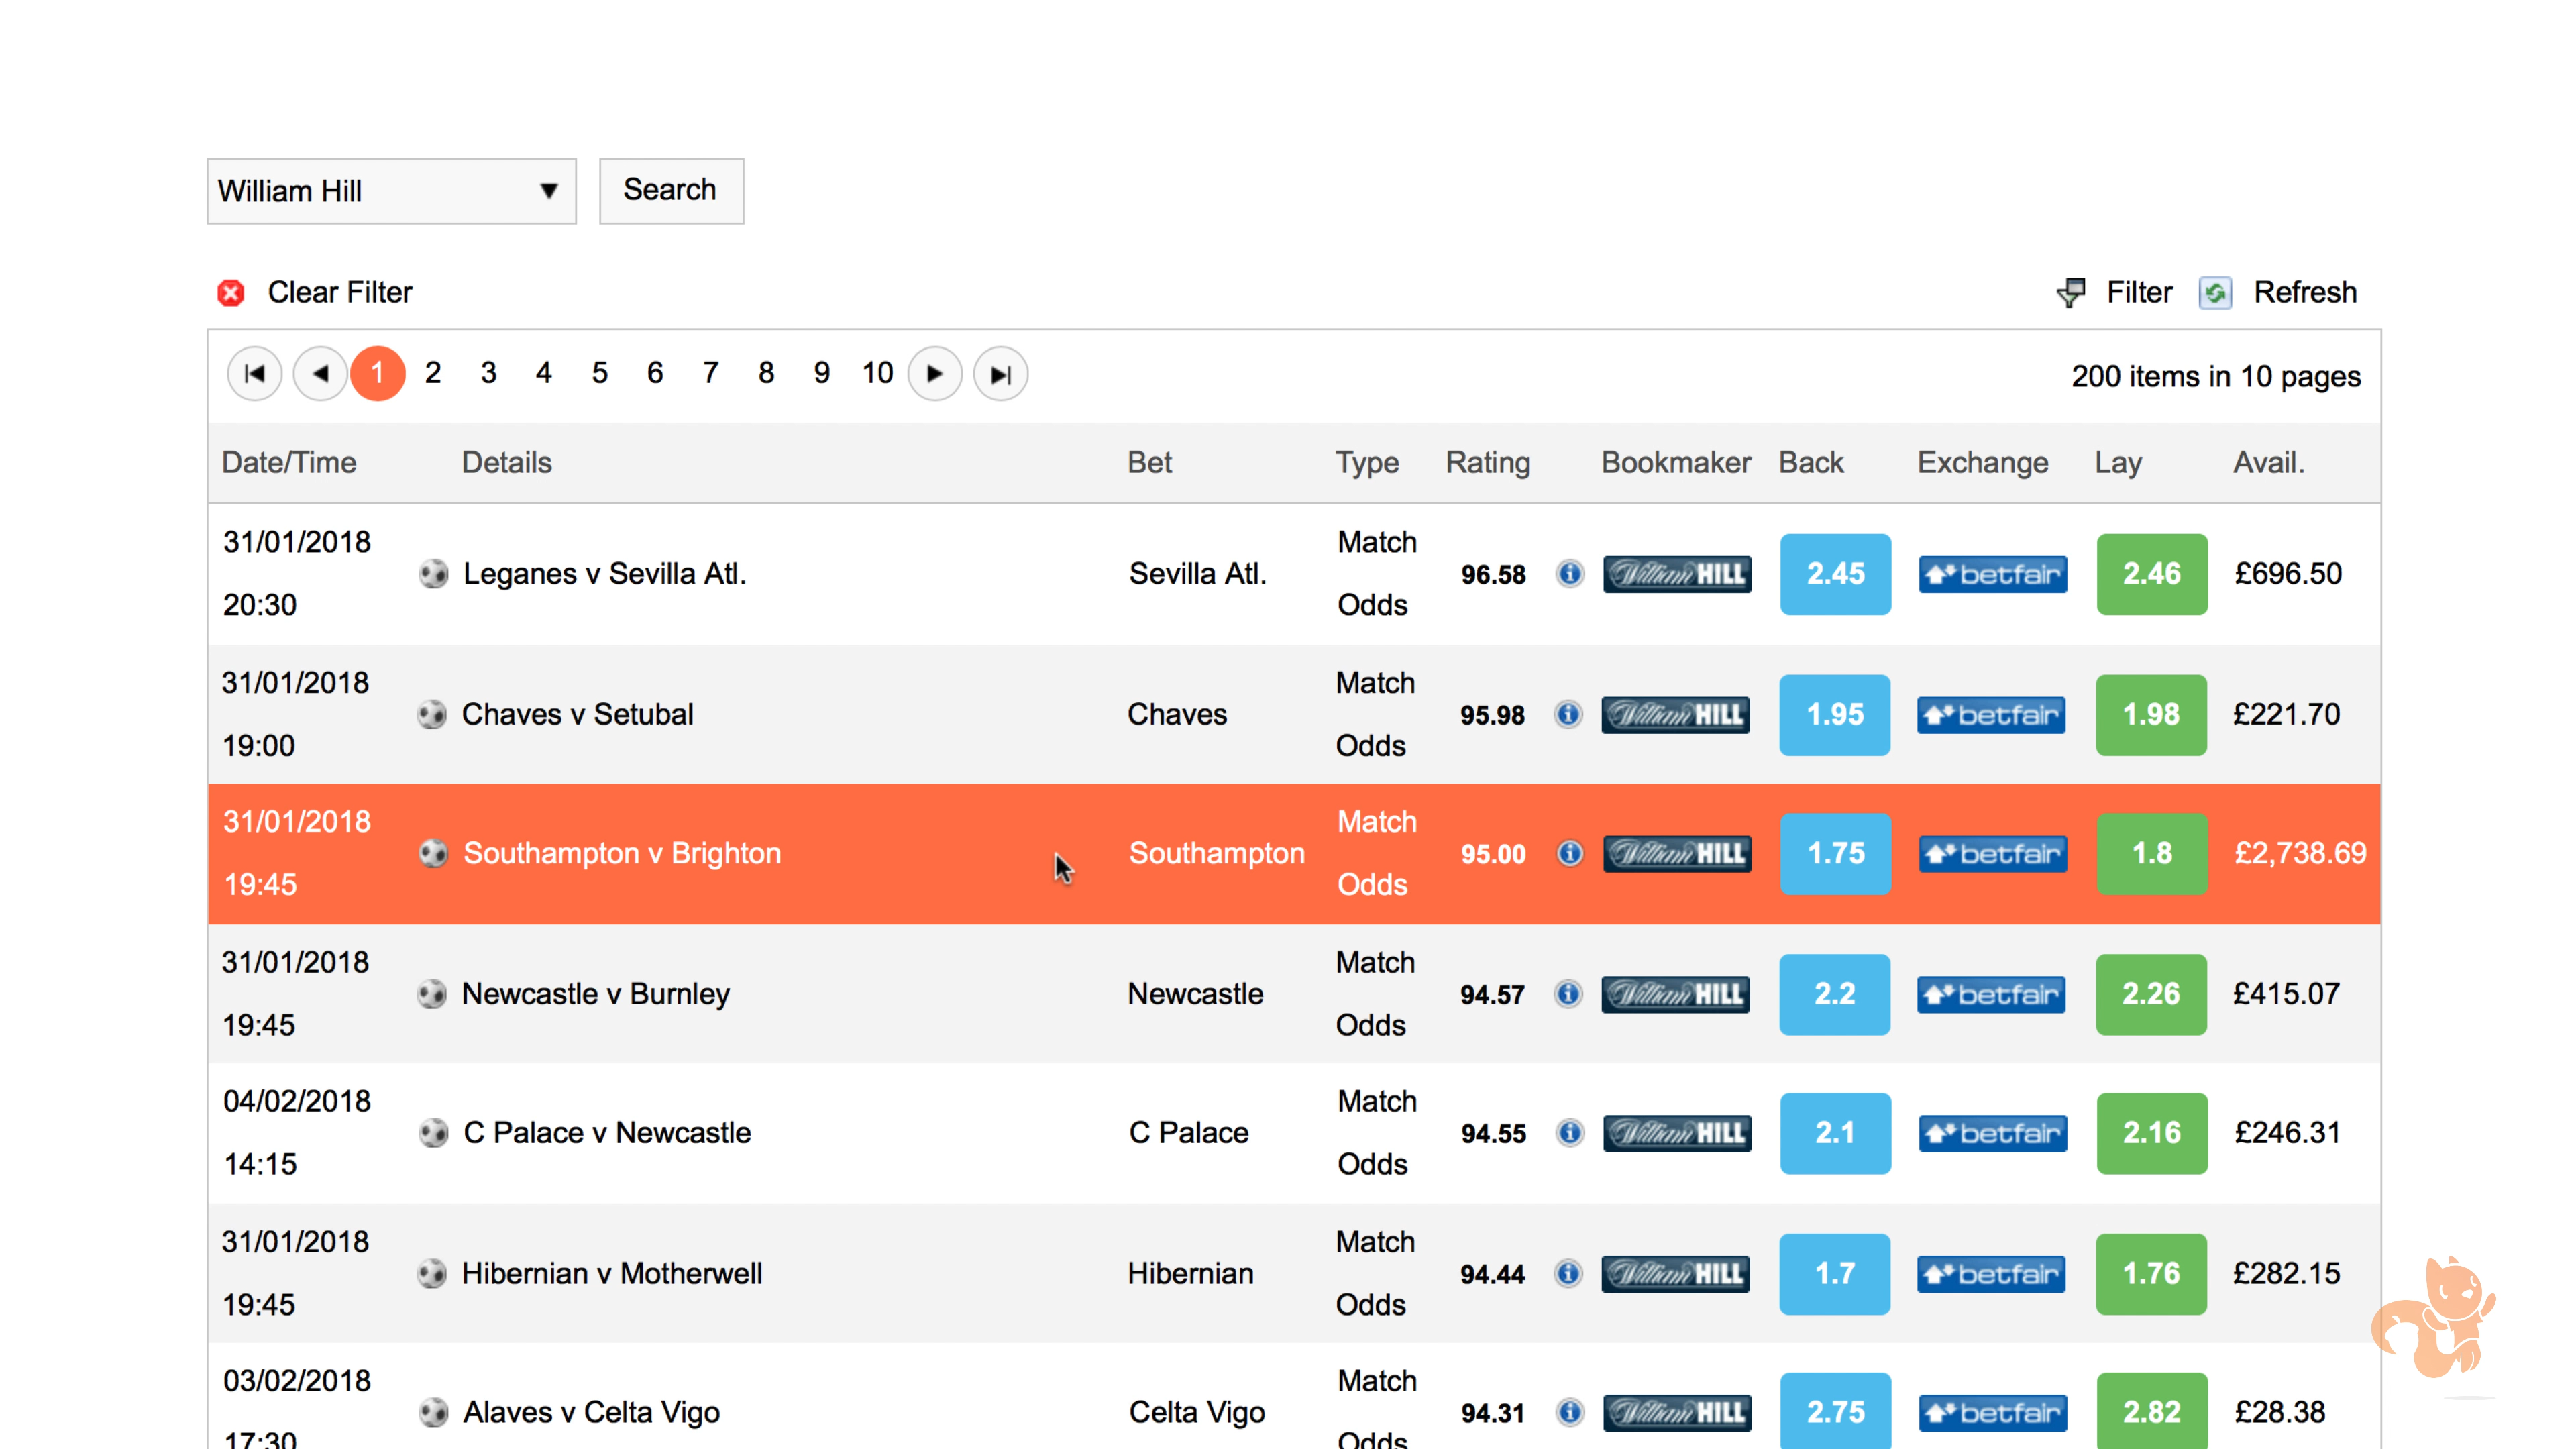 William Hill ▼ Search
Clear Filter Filter Refresh
1 2 3 4 5 6 7 8 9 10 200 items in 10 pages
Date/Time Details Bet Type Rating Bookmaker Back Exchange Lay Avail.
31/01/2018 20:30 Leganes v Sevilla Atl. Sevilla Atl. Match Odds 96.58 William HILL 2.45 betfair 2.46 £696.50
31/01/2018 19:00 Chaves v Setubal Chaves Match Odds 95.98 William HILL 1.95 betfair 1.98 £221.70
31/01/2018 19:45 Southampton v Brighton Southampton Match Odds 95.00 William HILL 1.75 betfair 1.8 £2,738.69
31/01/2018 19:45 Newcastle v Burnley Newcastle Match Odds 94.57 William HILL 2.2 betfair 2.26 £415.07
04/02/2018 14:15 C Palace v Newcastle C Palace Match Odds 94.55 William HILL 2.1 betfair 2.16 £246.31
31/01/2018 19:45 Hibernian v Motherwell Hibernian Match Odds 94.44 William HILL 1.7 betfair 1.76 £282.15
03/02/2018 17:30 Alaves v Celta Vigo Celta Vigo Match Odds 94.31 William HILL 2.75 betfair 2.82 £28.38